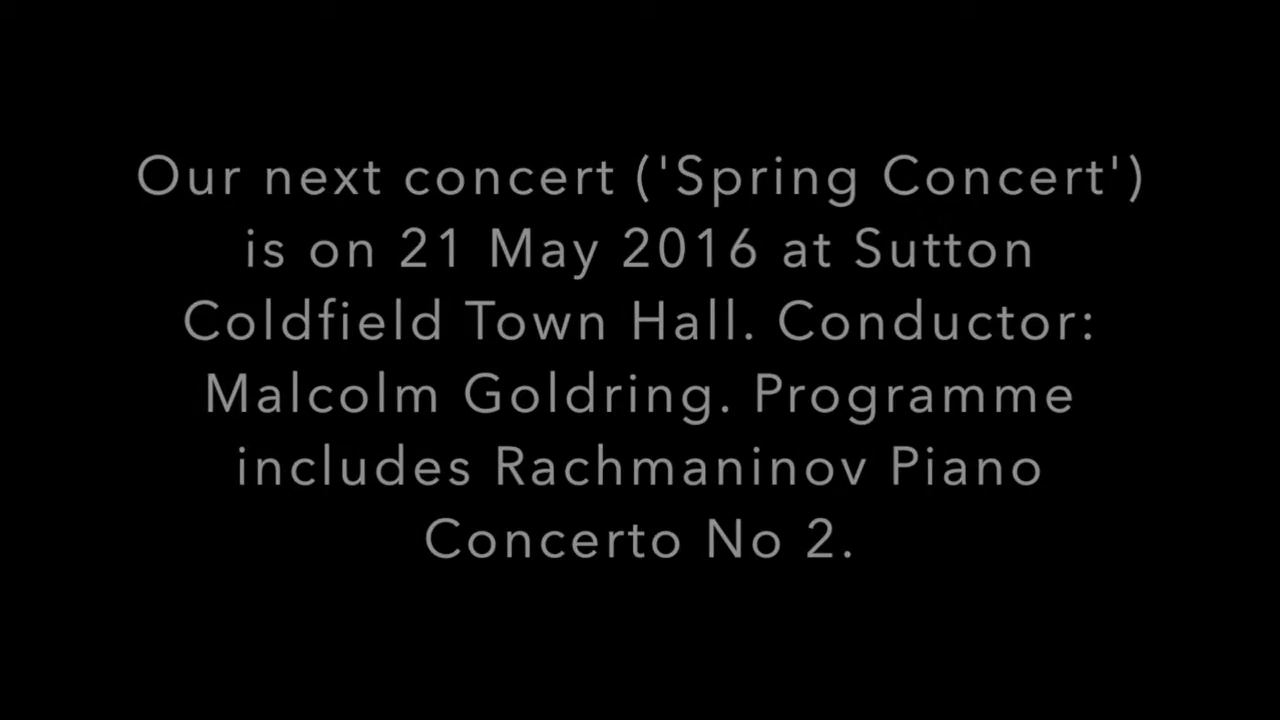 Our next concert ('Spring Concert')
is on 21 May 2016 at Sutton
Coldfield Town Hall. Conductor:
Malcolm Goldring. Programme
includes Rachmaninov Piano
Concerto No 2.